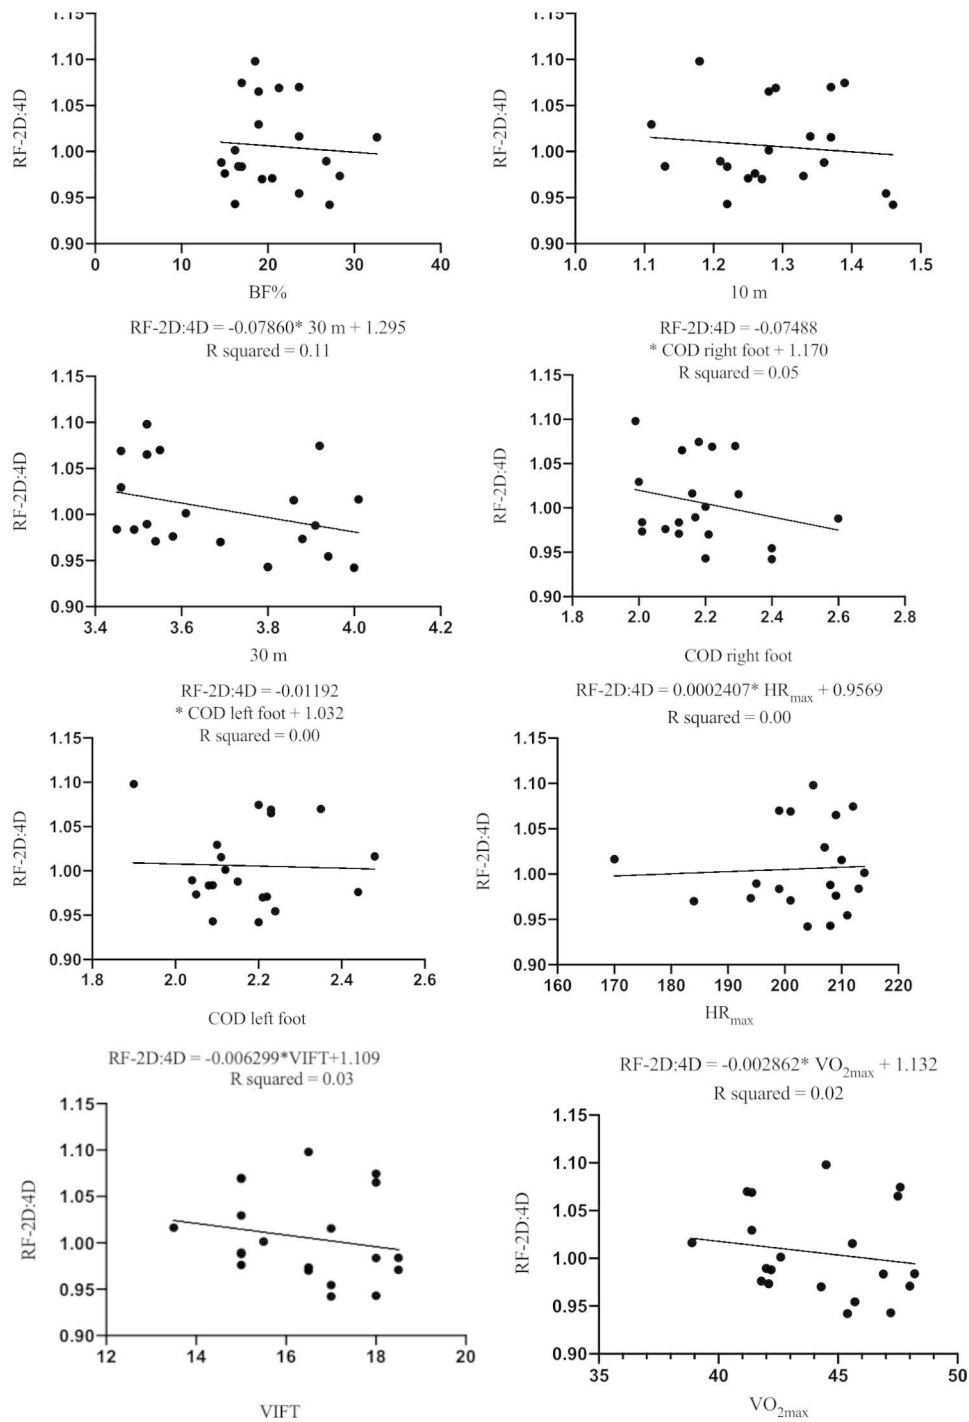 1.15
1.10
1.05
1.00
0.95
0.90
RF-2D:4D
0 10 20 30 40
BF%
1.15
1.10
1.05
1.00
0.95
0.90
RF-2D:4D
1.0 1.1 1.2 1.3 1.4 1.5
10 m
RF-2D:4D = -0.07860* 30 m + 1.295
R squared = 0.11
1.15
1.10
1.05
1.00
0.95
0.90
RF-2D:4D
3.4 3.6 3.8 4.0 4.2
30 m
RF-2D:4D = -0.07488
* COD right foot + 1.170
R squared = 0.05
1.15
1.10
1.05
1.00
0.95
0.90
RF-2D:4D
1.8 2.0 2.2 2.4 2.6 2.8
COD right foot
RF-2D:4D = -0.01192
* COD left foot + 1.032
R squared = 0.00
1.15
1.10
1.05
1.00
0.95
0.90
RF-2D:4D
1.8 2.0 2.2 2.4 2.6
COD left foot
RF-2D:4D = 0.0002407* HRmax + 0.9569
R squared = 0.00
1.15
1.10
1.05
1.00
0.95
0.90
RF-2D:4D
160 170 180 190 200 210 220
HRmax
RF-2D:4D = -0.006299*VIFT+1.109
R squared = 0.03
1.15
1.10
1.05
1.00
0.95
0.90
RF-2D:4D
12 14 16 18 20
VIFT
RF-2D:4D = -0.002862* VO2max + 1.132
R squared = 0.02
1.15
1.10
1.05
1.00
0.95
0.90
RF-2D:4D
35 40 45 50
VO2max